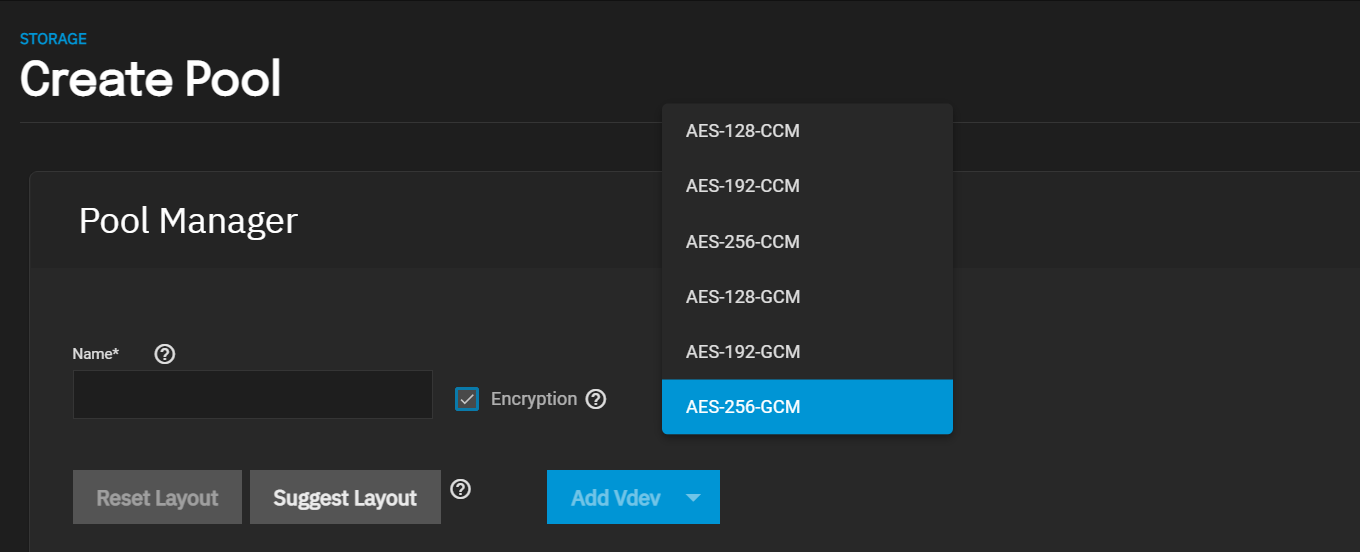 STORAGE
Create Pool
AES-128-CCM
AES-192-CCM
AES-256-CCM
AES-128-GCM
AES-192-GCM
AES-256-GCM
Pool Manager
Name*
Encryption
Reset Layout
Suggest Layout
Add Vdev